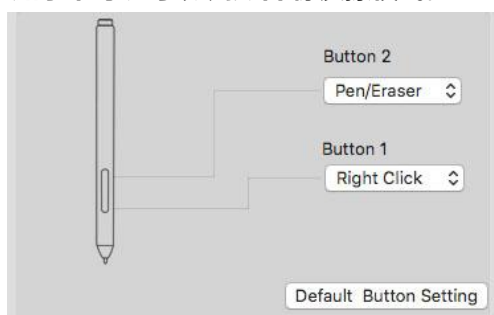 Button 2
Pen/Eraser
Button 1
Right Click
Default Button Setting